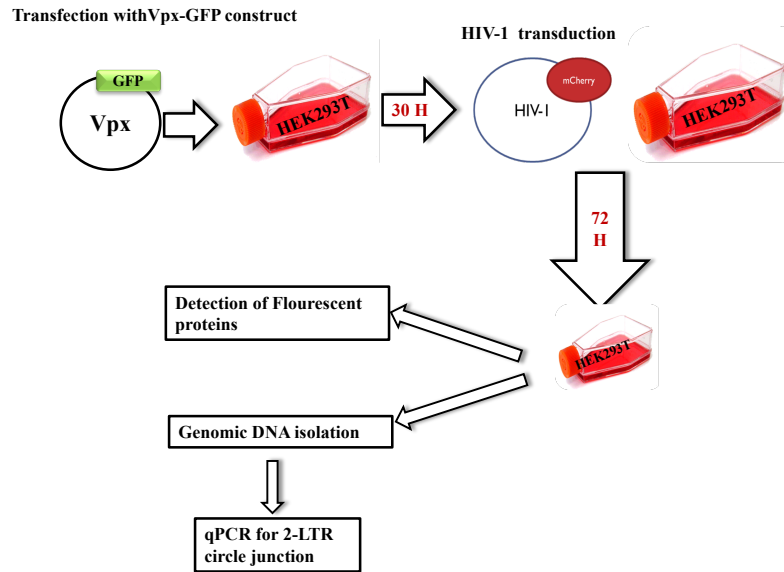 Transfection withVpx-GFP construct
HIV-1 transduction
GFP
Vpx
HEK293T
30 H
mCherry
HIV-I
HEK293T
72
H
Detection of Flourescent
proteins
HEK293T
Genomic DNA isolation
qPCR for 2-LTR
circle junction